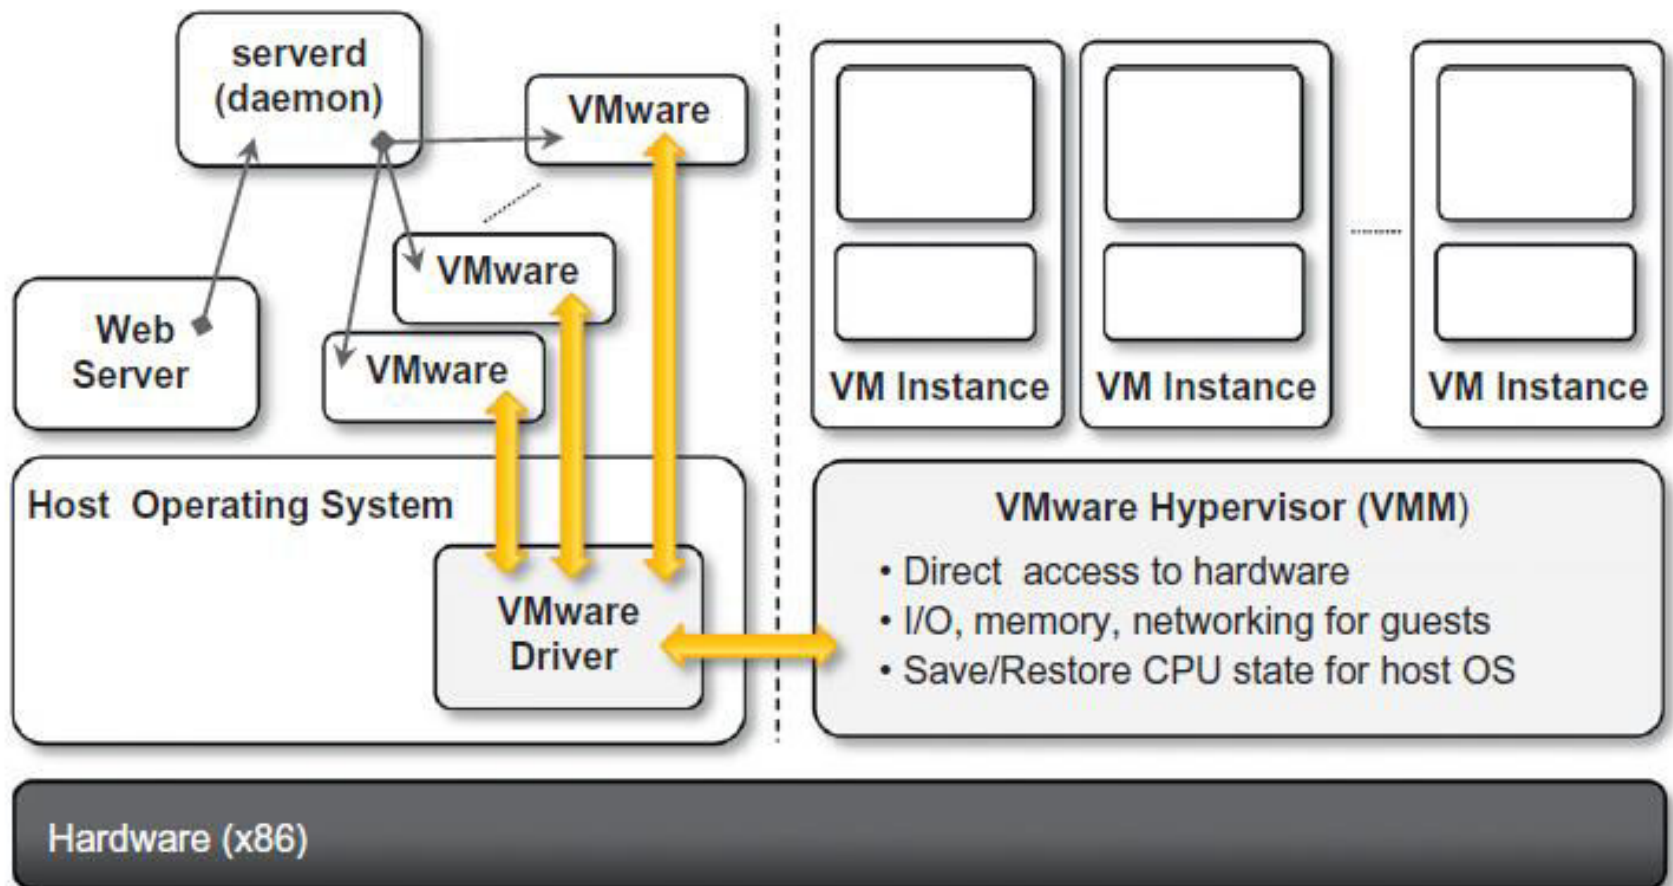 serverd
(daemon)
VMware
VMware
VMware
Web
Server
Host Operating System
VMware
Driver
VM Instance
VM Instance
VM Instance
VMware Hypervisor (VMM)
• Direct access to hardware
• I/O, memory, networking for guests
• Save/Restore CPU state for host OS
Hardware (x86)